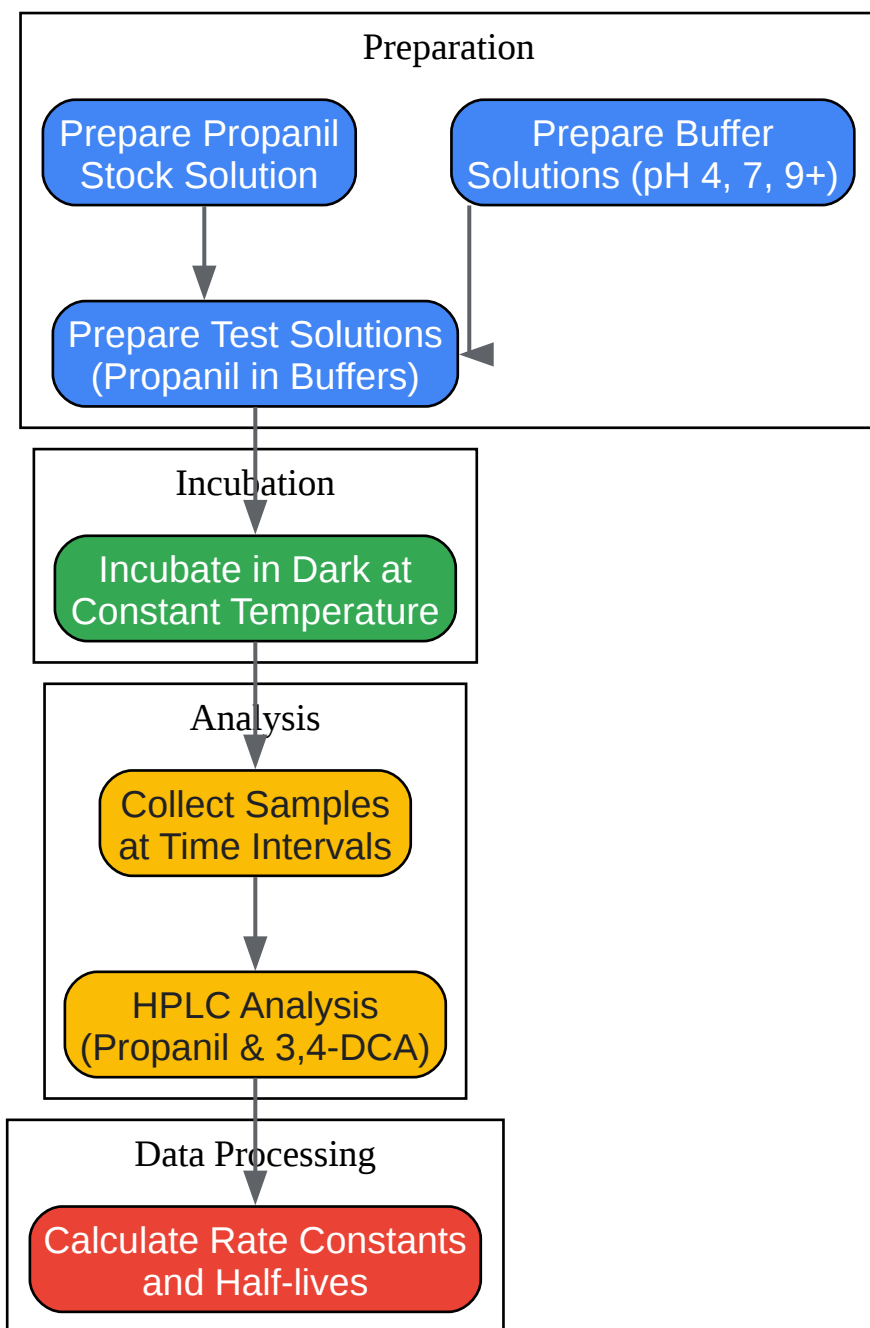 Preparation
Prepare Propanil
Stock Solution
Prepare Buffer
Solutions (pH 4, 7, 9+)
Prepare Test Solutions
(Propanil in Buffers)
Incubation
Incubate in Dark at
Constant Temperature
Analysis
Collect Samples
at Time Intervals
HPLC Analysis
(Propanil & 3,4-DCA)
Data Processing
Calculate Rate Constants
and Half-lives